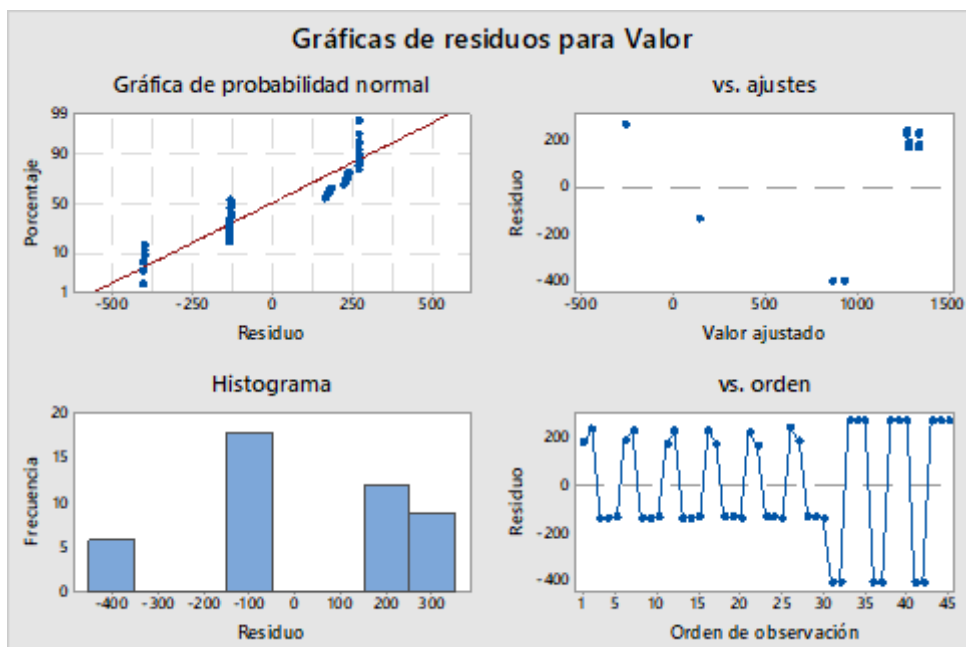 Gráficas de residuos para Valor
Gráfica de probabilidad normal
Porcentaje
99
90
50
10
1
-500 -250 0 250 500
Residuo
vs. ajustes
Residuo
200
0
-200
-400
-500 0 500 1000 1500
Valor ajustado
Histograma
Frecuencia
20
15
10
5
0
-400 -300 -200 -100 0 100 200 300
Residuo
vs. orden
Residuo
200
0
-200
-400
1 5 10 15 20 25 30 35 40 45
Orden de observación